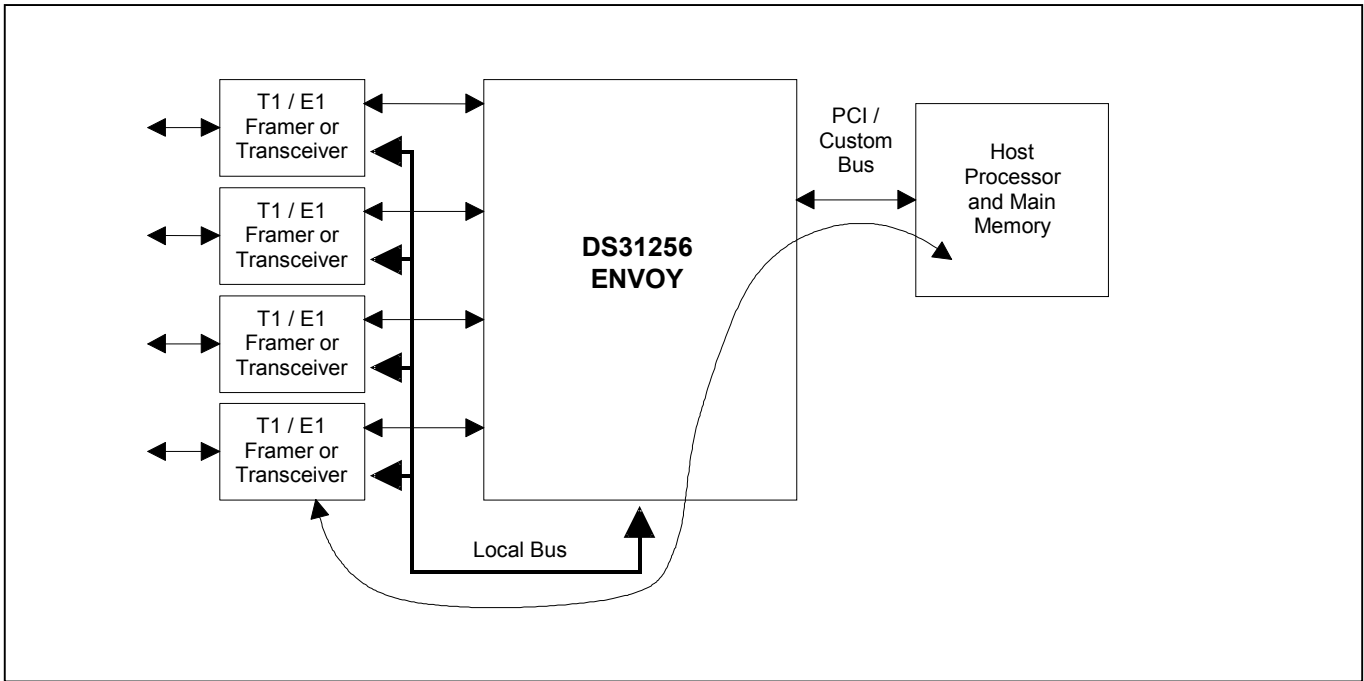 T1 / E1
Framer or
Transceiver
T1 / E1
Framer or
Transceiver
T1 / E1
Framer or
Transceiver
T1 / E1
Framer or
Transceiver
DS31256
ENVOY
PCI /
Custom
Bus
Host
Processor
and Main
Memory
Local Bus